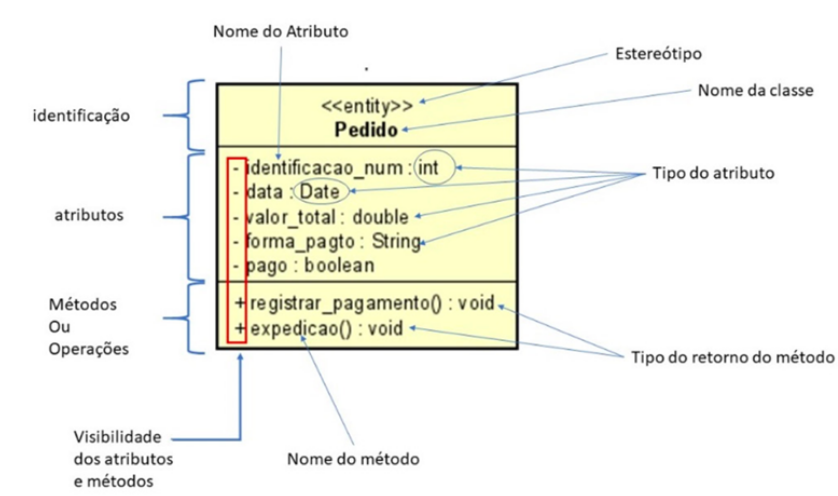 Nome do Atributo
Estereótipo
Nome da classe
identificação
<<entity>>
Pedido
atributos
- identificacao_num : int
- data : Date
- valor_total : double
- forma_pagto : String
- pago : boolean
Tipo do atributo
Métodos
Ou
Operações
+ registrar_pagamento() : void
+ expedicao() : void
Tipo do retorno do método
Visibilidade
dos atributos
e métodos
Nome do método